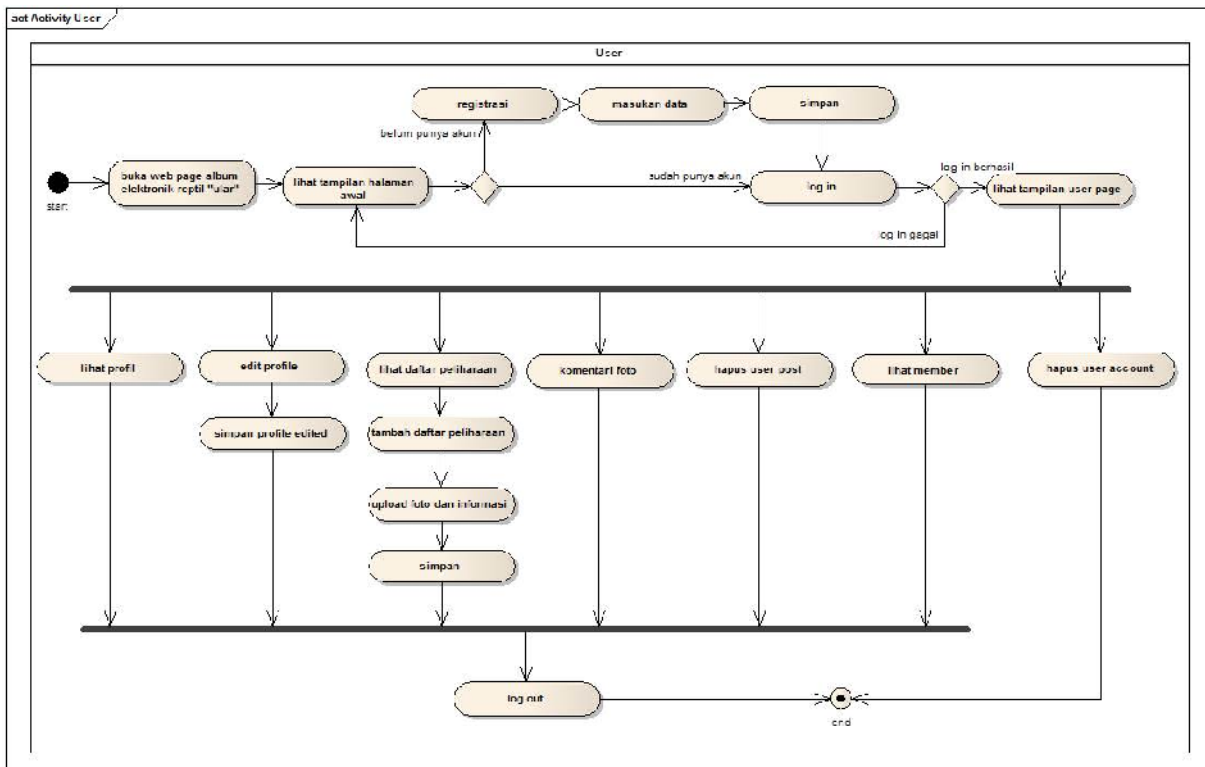 act Activity User
User
registrasi
masukan data
simpan
belum punya akun
buka web page album
elektronik reptil "ular"
lihat tampilan halaman
awal
sudah punya akun
log in
log in berhasil
lihat tampilan user page
start
log in gagal
lihat profil
edit profile
lihat daftar peliharaan
komentari foto
hapus user post
lihat member
hapus user account
simpan profile edited
tambah daftar peliharaan
upload foto dan informasi
simpan
log out
end